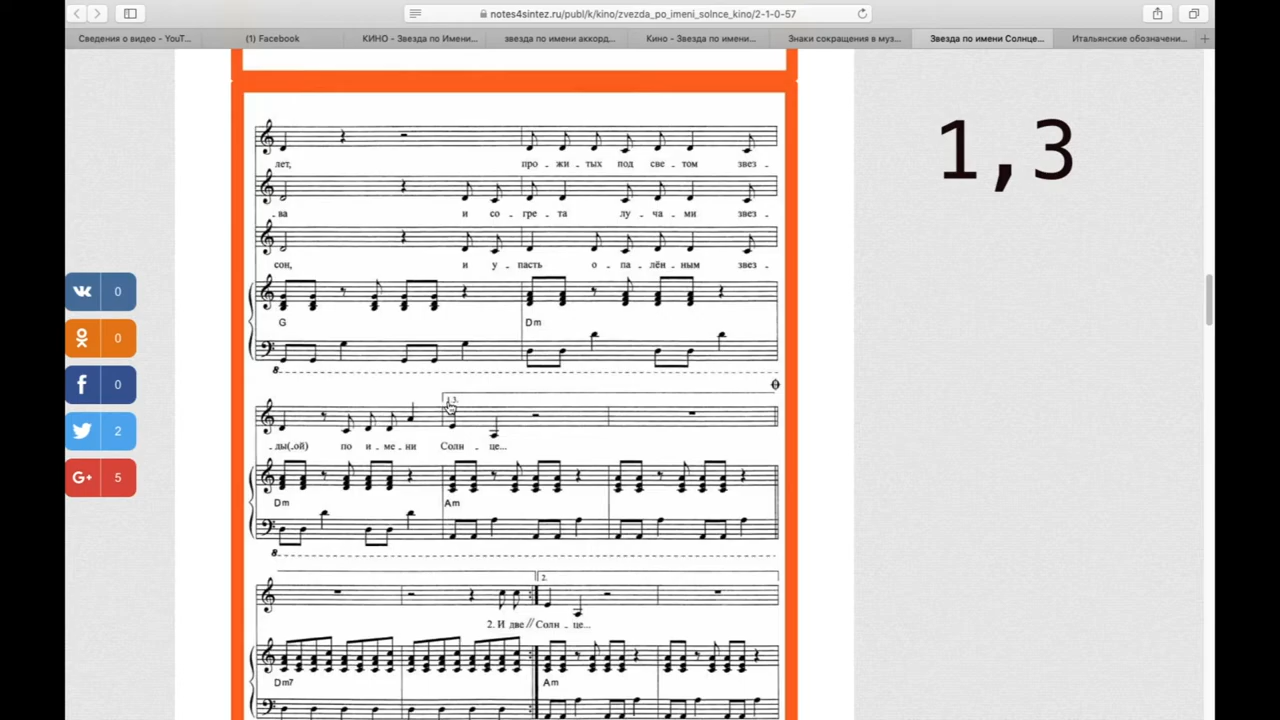 notes4sintez.ru/publ/k/kino/zvezda_po_imeni_solnce_kino/2-1-0-57
Сведения о видео - YouT...
(1) Facebook
КИНО - Звезда по Имени...
звезда по имени аккорд...
Кино - Звезда по имени...
Знаки сокращения в муз...
Звезда по имени Солнце...
Итальянские обозначени...
1,3
лет, про - жи - тых под све - том звез -
- ва и со - гре - та лу - ча - ми звез -
сон, и у - пасть о - па - лён - ным звез -
G Dm
8
1.3.
- ды(.ой) по и - ме - ни Солн - це...
Dm Am
8
2.
2. И две // Солн - це...
Dm7 Am
0
0
0
2
G+ 5